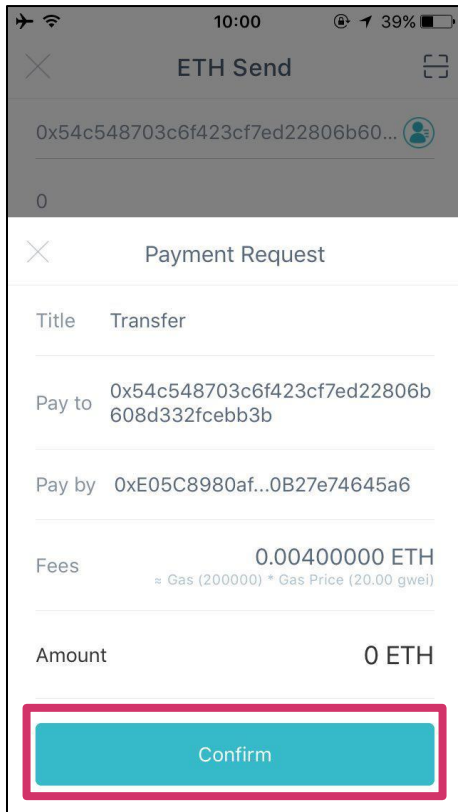 10:00 39%
ETH Send
0x54c548703c6f423cf7ed22806b60...
0
Payment Request
Title Transfer
Pay to 0x54c548703c6f423cf7ed22806b
608d332fcebb3b
Pay by 0xE05C8980af...0B27e74645a6
Fees 0.00400000 ETH
≈ Gas (200000) * Gas Price (20.00 gwei)
Amount 0 ETH
Confirm